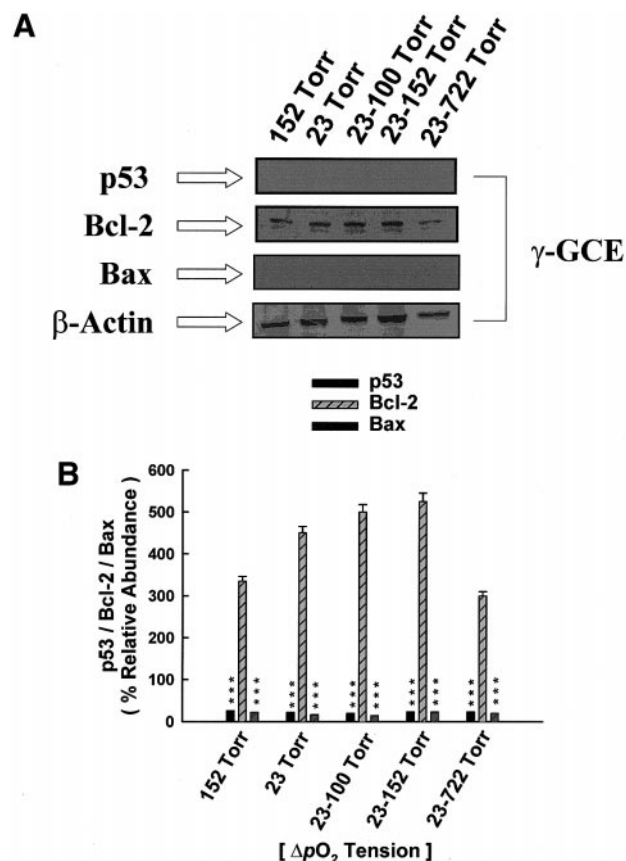 A
152 Torr
23 Torr
23-100 Torr
23-152 Torr
23-722 Torr
p53
Bcl-2
Bax
β-Actin
γ-GCE
p53
Bcl-2
Bax
B
p53 / Bcl-2 / Bax
( % Relative Abundance )
600
500
400
300
200
100
0
***
***
***
***
***
***
***
***
***
***
152 Torr
23 Torr
23-100 Torr
23-152 Torr
23-722 Torr
[ ΔpO₂ Tension ]